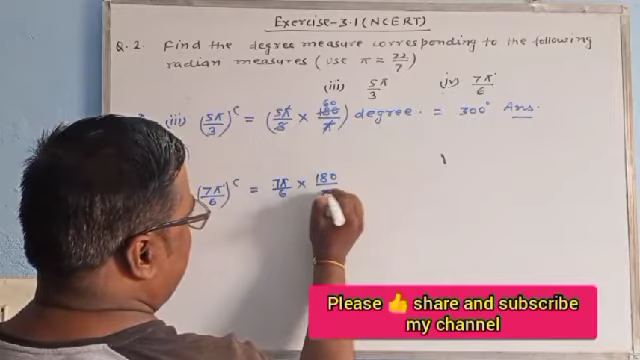 Exercise-3.1 (NCERT)
Q.2. Find the degree measure corresponding to the following
radian measures (use π = 22/7)
(iii) 5π/3 (iv) 7π/6
(iii) (5π/3)ᶜ = (5π/3 × 180/π) degree. = 300° Ans.
60
(7π/6)ᶜ = 7π/6 × 180
Please 👍 share and subscribe
my channel